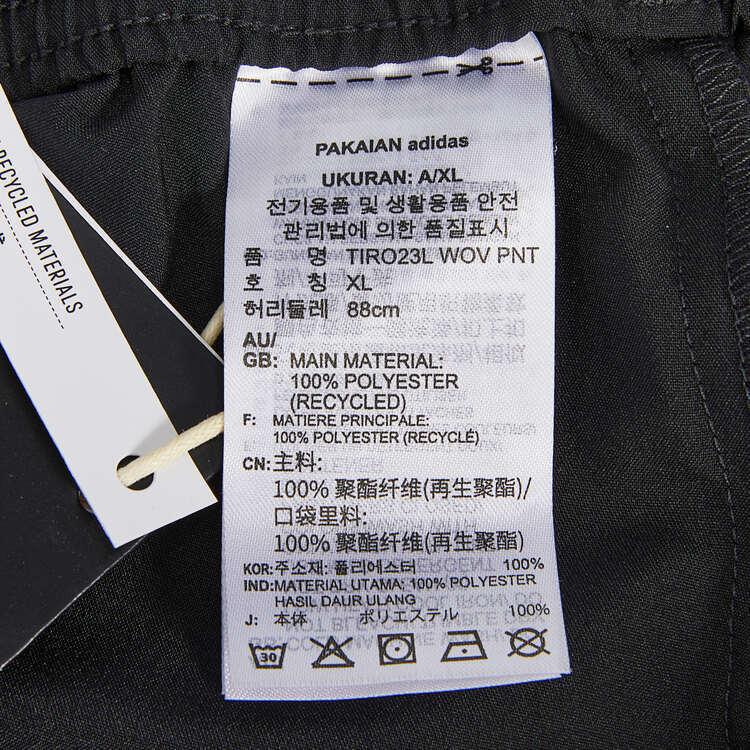 RECYCLED MATERIALS
PAKAIAN adidas
UKURAN: A/XL
전기용품 및 생활용품 안전
관리법에 의한 품질표시
품 명 TIRO23L WOV PNT
호 칭 XL
허리둘레 88cm
AU/
GB: MAIN MATERIAL:
100% POLYESTER
(RECYCLED)
F: MATIERE PRINCIPALE:
100% POLYESTER (RECYCLÉ)
CN:主料:
100% 聚酯纤维(再生聚酯)/
口袋里料:
100% 聚酯纤维(再生聚酯)
KOR: 주소재: 폴리에스터 100%
IND: MATERIAL UTAMA: 100% POLYESTER
HASIL DAUR ULANG
J: 本体 ポリエステル 100%
30